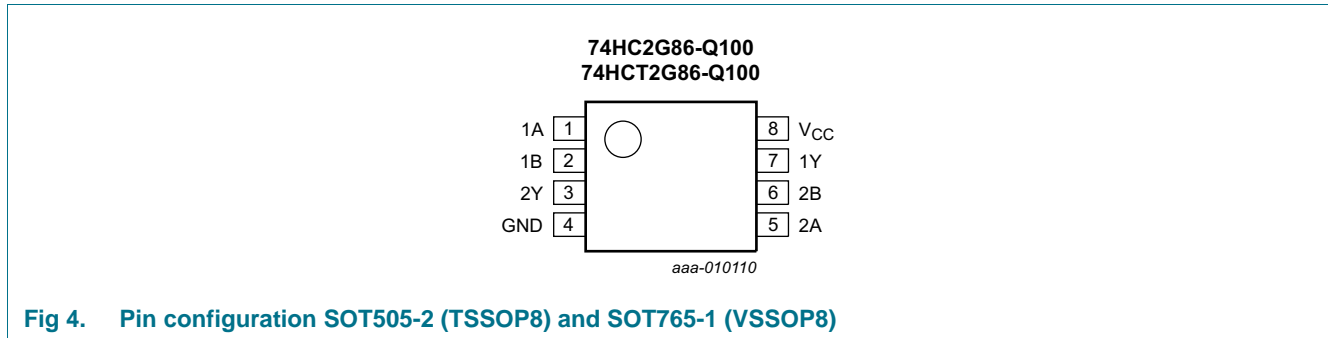 74HC2G86-Q100
74HCT2G86-Q100
1A 1 8 VCC
1B 2 7 1Y
2Y 3 6 2B
GND 4 5 2A
aaa-010110
Fig 4. Pin configuration SOT505-2 (TSSOP8) and SOT765-1 (VSSOP8)